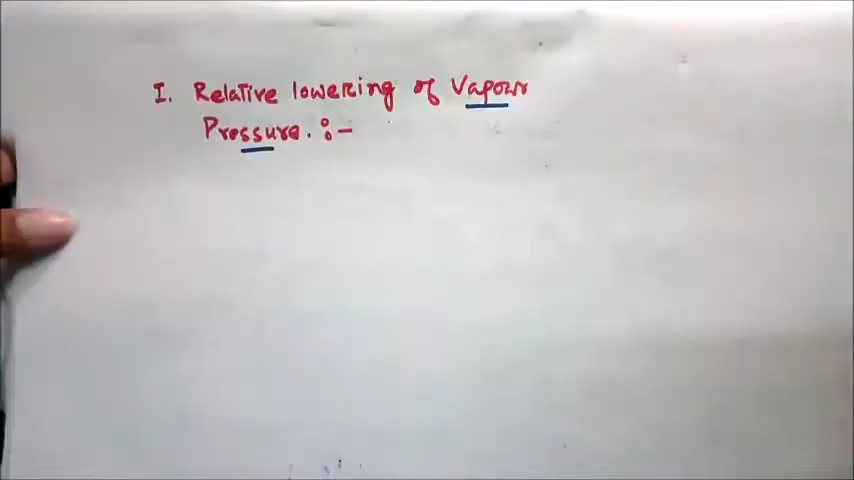 I. Relative lowering of Vapour
Pressure. :-